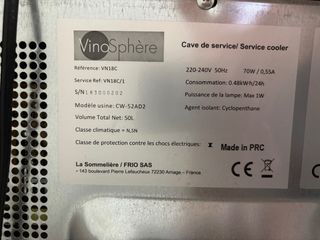 VinoSphère
Cave de service/ Service cooler
Référence: VN18C
220-240V 50Hz 70W / 0,55A
Service Ref: VN18C/1
Consommation: 0.48kWh/24h
S/N
Modèle usine: CW-52AD2
Puissance de la lampe: Max 1W
Volume Total Net: 50L
Agent isolant: Cyclopenthane
Classe climatique = N,SN
Classe de protection contre les chocs électriques: I
Made in PRC
La Sommelière / FRIO SAS
143 boulevard Pierre Lefaucheux 72230 Arnage - France
CE